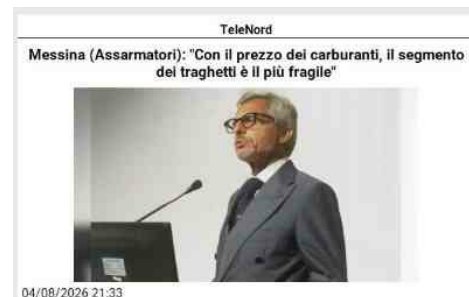 TeleNord
Messina (Assarmatori): "Con il prezzo dei carburanti, il segmento
dei traghetti è il più fragile"
04/08/2026 21:33